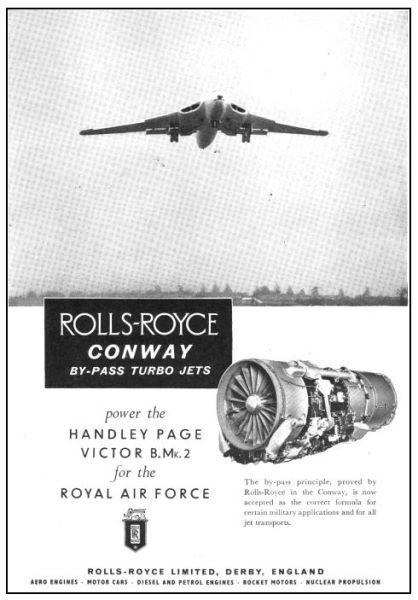 ROLLS-ROYCE
CONWAY
BY-PASS TURBO JETS
power the
HANDLEY PAGE
VICTOR B.MK.2
for the
ROYAL AIR FORCE
The by-pass principle, proved by
Rolls-Royce in the Conway, is now
accepted as the correct formula for
certain military applications and for all
jet transports.
ROLLS-ROYCE LIMITED, DERBY, ENGLAND
AERO ENGINES · MOTOR CARS · DIESEL AND PETROL ENGINES · ROCKET MOTORS · NUCLEAR PROPULSION